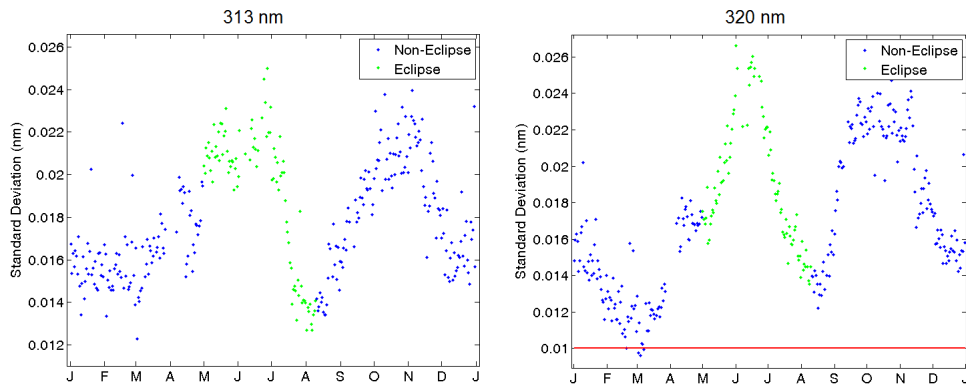 313 nm
320 nm
Standard Deviation (nm)
0.026
0.024
0.022
0.02
0.018
0.016
0.014
0.012
Non-Eclipse
Eclipse
J F M A M J J A S O N D J
Standard Deviation (nm)
0.026
0.024
0.022
0.02
0.018
0.016
0.014
0.012
0.01
Non-Eclipse
Eclipse
J F M A M J J A S O N D J